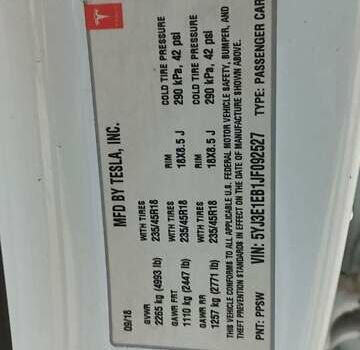 TESLA
MFD BY TESLA, INC.
09/18
GVWR
2265 kg (4993 lb)
GAWR FRT WITH TIRES RIM COLD TIRE PRESSURE
1110 kg (2447 lb) 235/45R18 18X8.5 J 290 kPa, 42 psi
GAWR RR WITH TIRES RIM COLD TIRE PRESSURE
1257 kg (2771 lb) 235/45R18 18X8.5 J 290 kPa, 42 psi
THIS VEHICLE CONFORMS TO ALL APPLICABLE U.S. FEDERAL MOTOR VEHICLE SAFETY, BUMPER, AND
THEFT PREVENTION STANDARDS IN EFFECT ON THE DATE OF MANUFACTURE SHOWN ABOVE.
PNT: PPSW VIN: 5YJ3E1EB1JF092527 TYPE: PASSENGER CAR